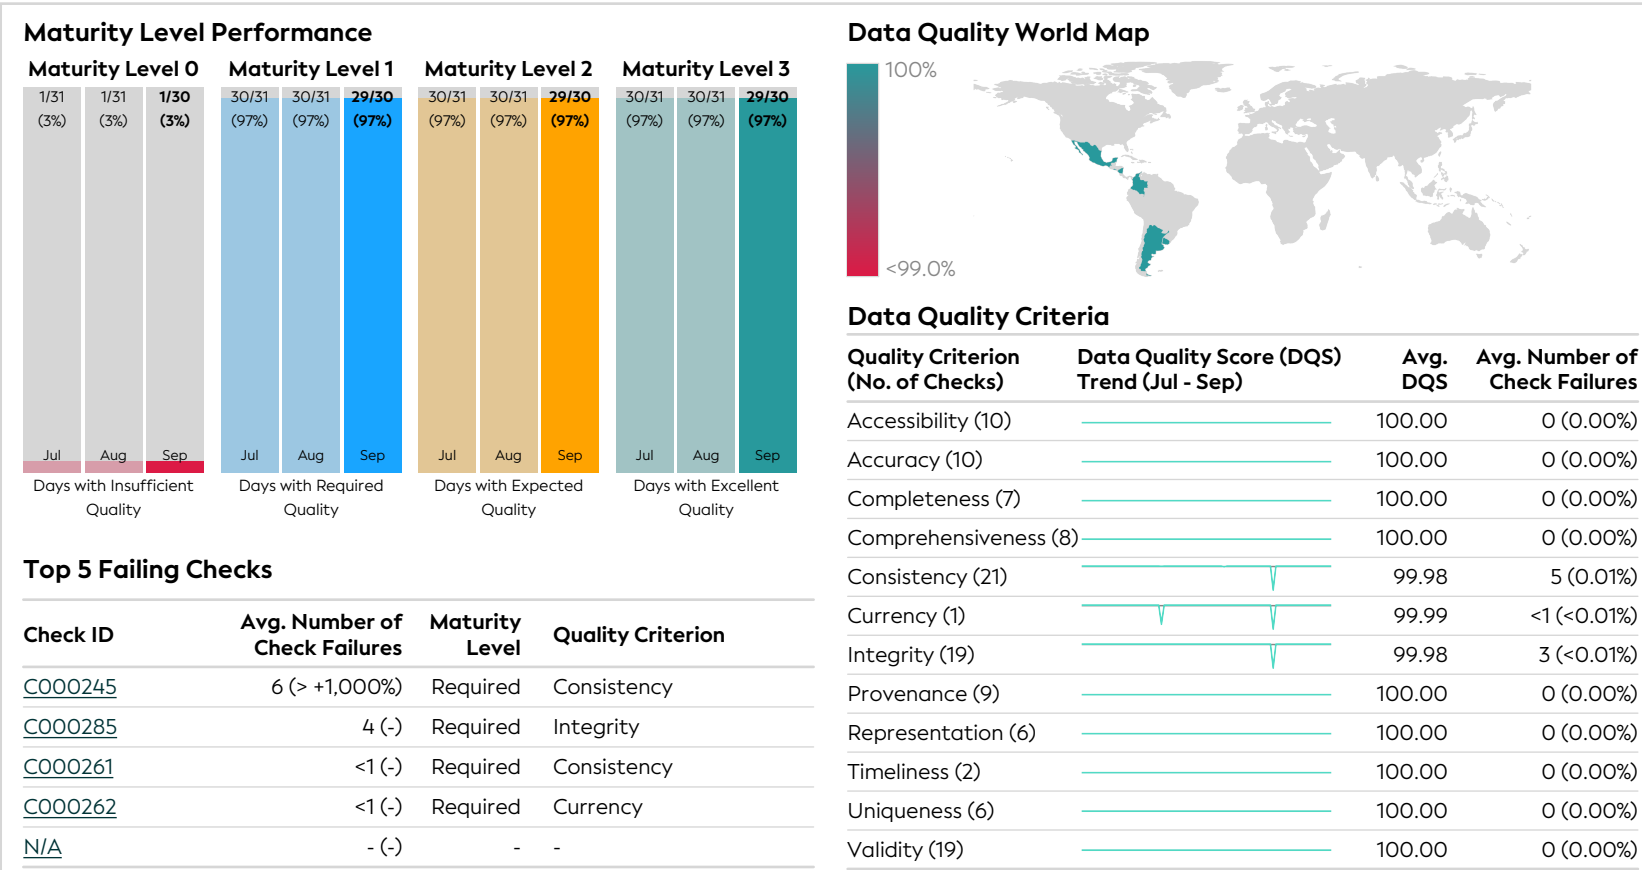 Maturity Level Performance
Maturity Level 0 Maturity Level 1 Maturity Level 2 Maturity Level 3
1/31 1/31 1/30 30/31 30/31 29/30 30/31 30/31 29/30 30/31 30/31 29/30
(3%) (3%) (3%) (97%) (97%) (97%) (97%) (97%) (97%) (97%) (97%) (97%)
Jul Aug Sep Jul Aug Sep Jul Aug Sep Jul Aug Sep
Days with Insufficient Days with Required Days with Expected Days with Excellent
Quality Quality Quality Quality
Top 5 Failing Checks
Check ID Avg. Number of Maturity Quality Criterion
Check Failures Level
C000245 6 (> +1,000%) Required Consistency
C000285 4 (-) Required Integrity
C000261 <1 (-) Required Consistency
C000262 <1 (-) Required Currency
N/A - (-) - -
Data Quality World Map
100%
<99.0%
Data Quality Criteria
Quality Criterion Data Quality Score (DQS) Avg. Avg. Number of
(No. of Checks) Trend (Jul - Sep) DQS Check Failures
Accessibility (10) 100.00 0 (0.00%)
Accuracy (10) 100.00 0 (0.00%)
Completeness (7) 100.00 0 (0.00%)
Comprehensiveness (8) 100.00 0 (0.00%)
Consistency (21) 99.98 5 (0.01%)
Currency (1) 99.99 <1 (<0.01%)
Integrity (19) 99.98 3 (<0.01%)
Provenance (9) 100.00 0 (0.00%)
Representation (6) 100.00 0 (0.00%)
Timeliness (2) 100.00 0 (0.00%)
Uniqueness (6) 100.00 0 (0.00%)
Validity (19) 100.00 0 (0.00%)